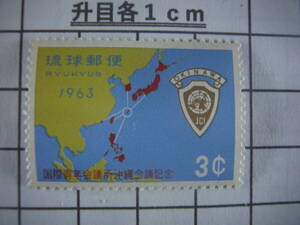 升目各１ｃｍ
琉球郵便
RYUKYUS
1963
OKINAWA
JCI
3¢
国際青年会議所沖縄会議記念